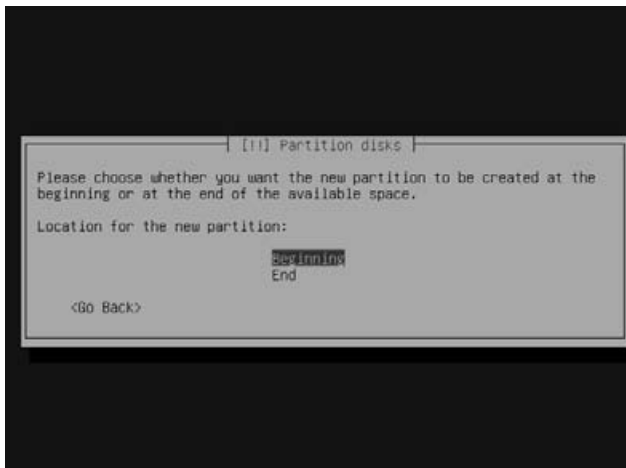 [!!] Partition disks
Please choose whether you want the new partition to be created at the
beginning or at the end of the available space.
Location for the new partition:
Beginning
End
<Go Back>